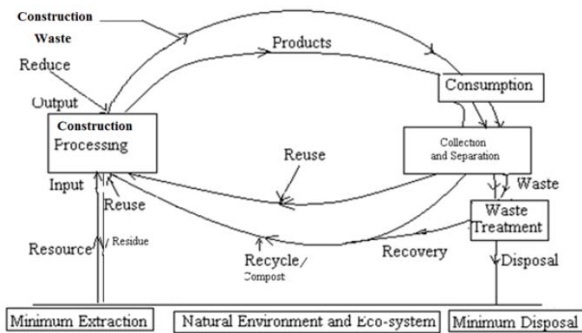 Construction
Waste
Products
Reduce
Consumption
Output
Construction
Processing
Collection
and Separation
Reuse
Input
Waste
Reuse
Waste
Treatment
Resource
Residue
Recycle/
Compost
Recovery
Disposal
Minimum Extraction
Natural Environment and Eco-system
Minimum Disposal